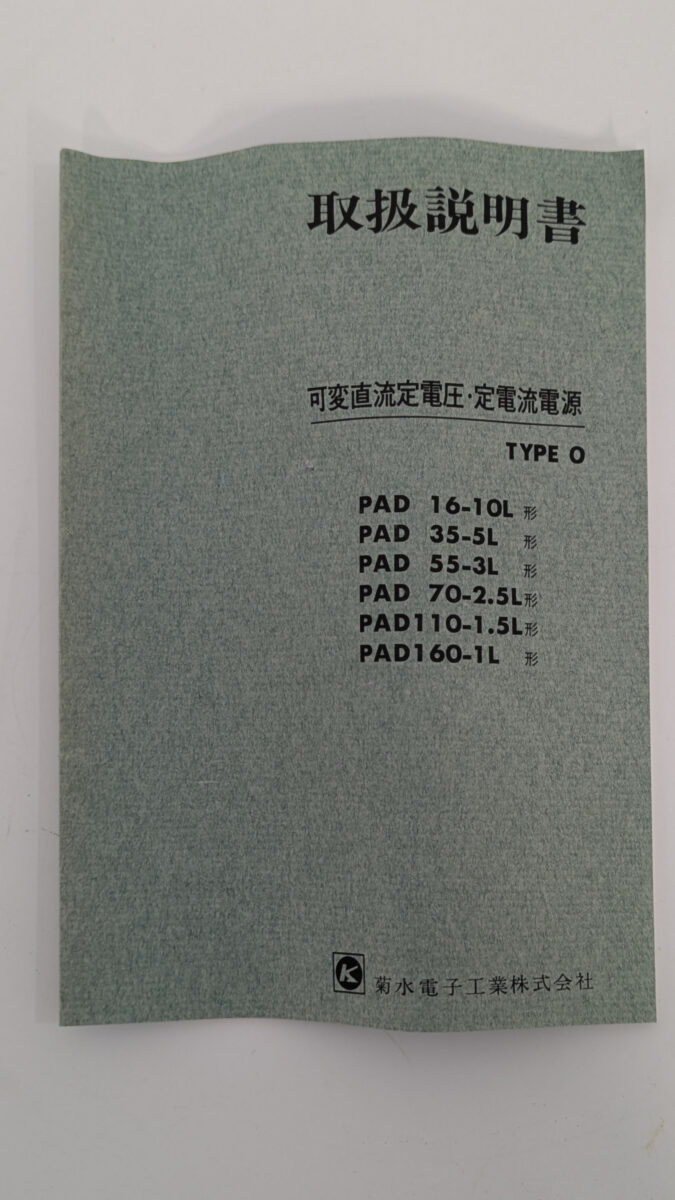 取扱説明書
可変直流定電圧・定電流電源
TYPE O
PAD 16-10L 形
PAD 35-5L 形
PAD 55-3L 形
PAD 70-2.5L形
PAD110-1.5L形
PAD160-1L 形
K 菊水電子工業株式会社